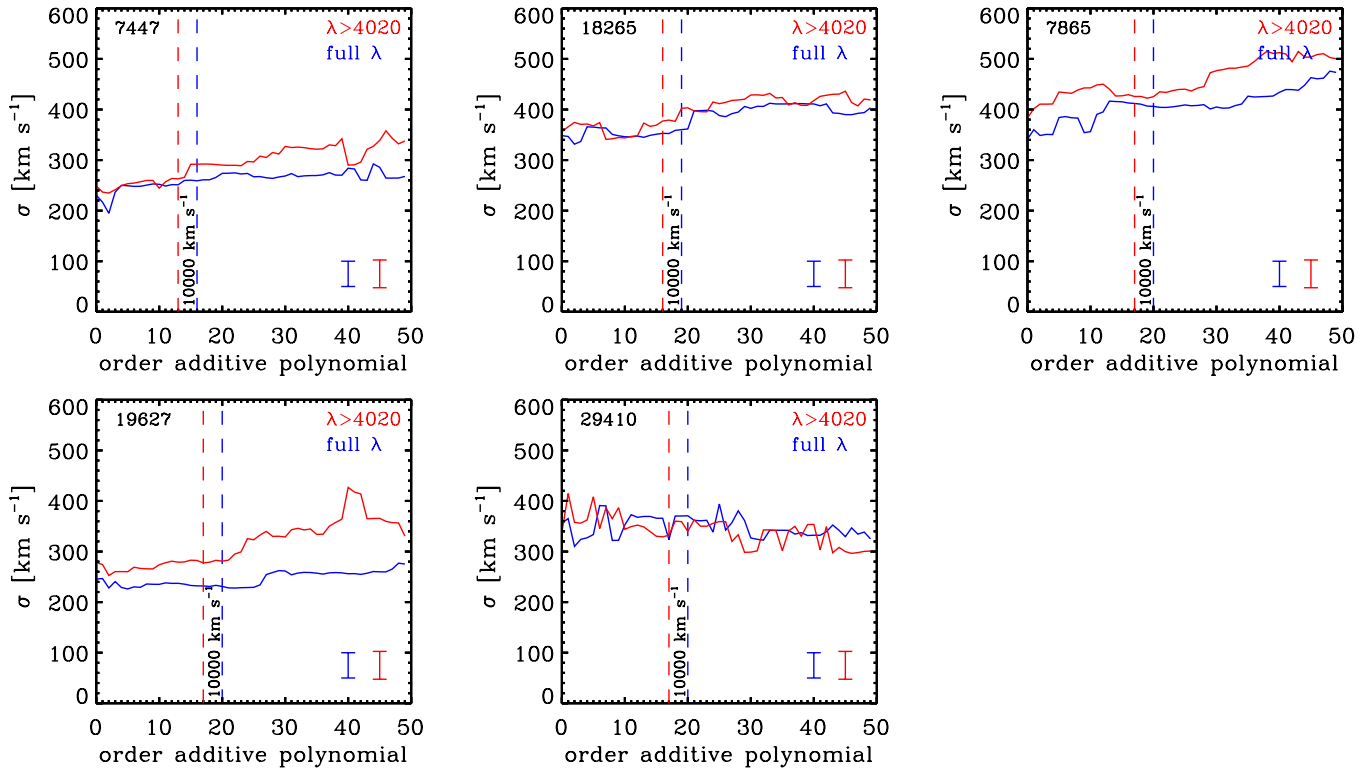 7447
λ>4020
full λ
600
500
400
300
200
100
0
σ [km s⁻¹]
10000 km s⁻¹
0 10 20 30 40 50
order additive polynomial
18265
λ>4020
full λ
600
500
400
300
200
100
0
σ [km s⁻¹]
10000 km s⁻¹
0 10 20 30 40 50
order additive polynomial
7865
λ>4020
full λ
600
500
400
300
200
100
0
σ [km s⁻¹]
10000 km s⁻¹
0 10 20 30 40 50
order additive polynomial
19627
λ>4020
full λ
600
500
400
300
200
100
0
σ [km s⁻¹]
10000 km s⁻¹
0 10 20 30 40 50
order additive polynomial
29410
λ>4020
full λ
600
500
400
300
200
100
0
σ [km s⁻¹]
10000 km s⁻¹
0 10 20 30 40 50
order additive polynomial